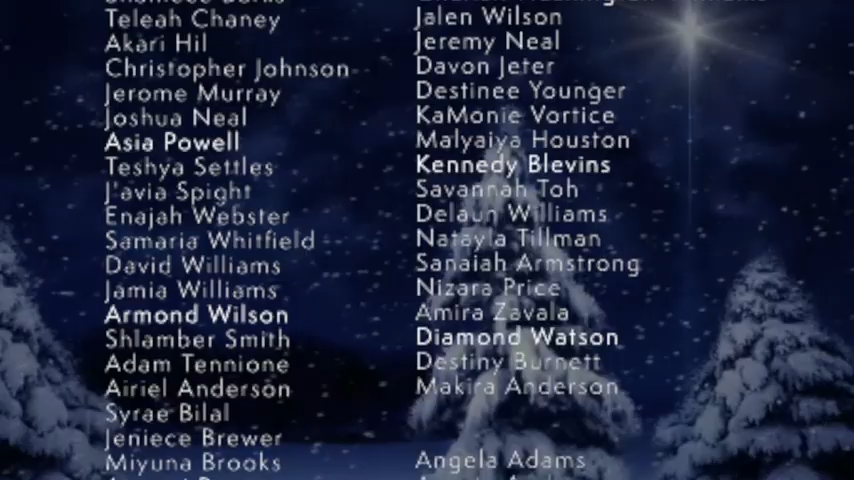 Teleah Chaney
Akari Hil
Christopher Johnson
Jerome Murray
Joshua Neal
Asia Powell
Teshya Settles
J'avia Spight
Enajah Webster
Samaria Whitfield
David Williams
Jamia Williams
Armond Wilson
Shlamber Smith
Adam Tennione
Airiel Anderson
Syrae Bilal
Jeniece Brewer
Miyuna Brooks
Jalen Wilson
Jeremy Neal
Davon Jeter
Destinee Younger
KaMonie Vortice
Malyaiya Houston
Kennedy Blevins
Savannah Toh
Delaun Williams
Natayla Tillman
Sanaiah Armstrong
Nizara Price
Amira Zavala
Diamond Watson
Destiny Burnett
Makira Anderson
Angela Adams